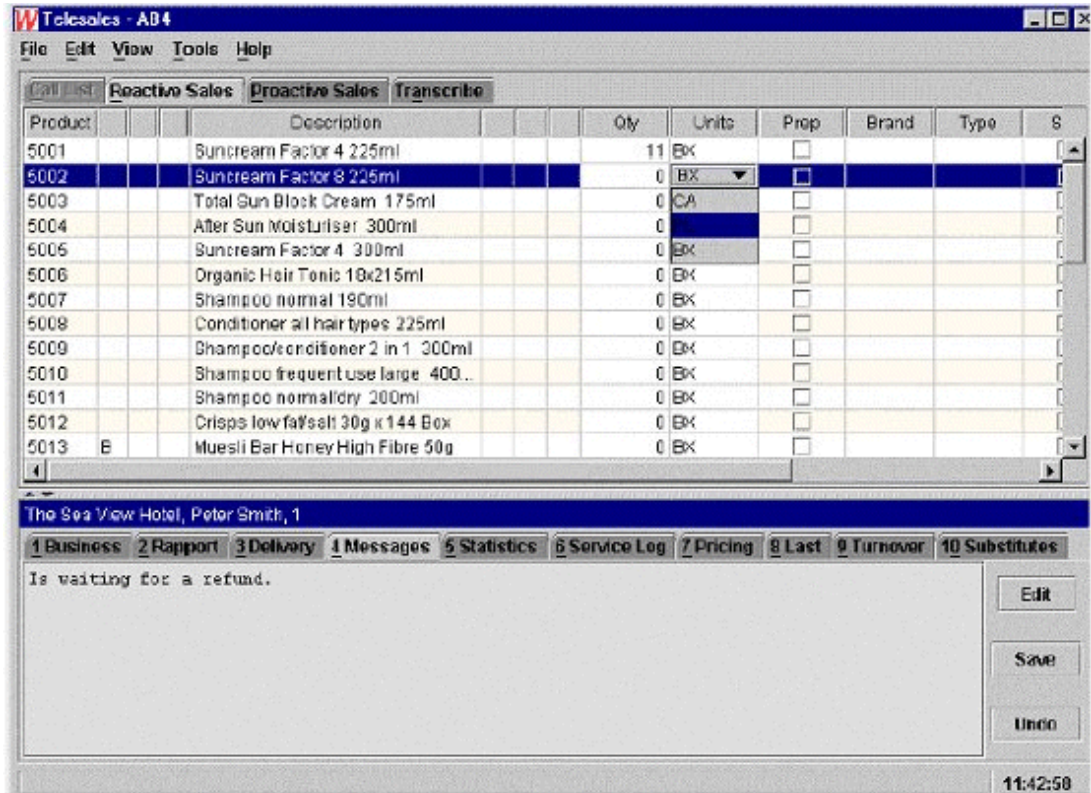 Telesales - AB4
File Edit View Tools Help
Call List Reactive Sales Proactive Sales Transcribe
Product Description Qty Units Prop Brand Type S
5001 Suncream Factor 4 225ml 11 BX
5002 Suncream Factor 8 225ml 0 BX
5003 Total Sun Block Cream 175ml 0 CA
5004 After Sun Moisturiser 300ml 0
5005 Suncream Factor 4 300ml 0 BX
5006 Organic Hair Tonic 18x215ml 0 BX
5007 Shampoo normal 190ml 0 BX
5008 Conditioner all hair types 225ml 0 BX
5009 Shampoo/conditioner 2 in 1 300ml 0 BX
5010 Shampoo frequent use large 400... 0 BX
5011 Shampoo normal/dry 200ml 0 BX
5012 Crisps low fat/salt 30g x 144 Box 0 BX
5013 B Muesli Bar Honey High Fibre 50g 0 BX
The Sea View Hotel, Peter Smith, 1
1 Business 2 Rapport 3 Delivery 4 Messages 5 Statistics 6 Service Log 7 Pricing 8 Last 9 Turnover 10 Substitutes
Is waiting for a refund.
Edit
Save
Undo
11:42:58